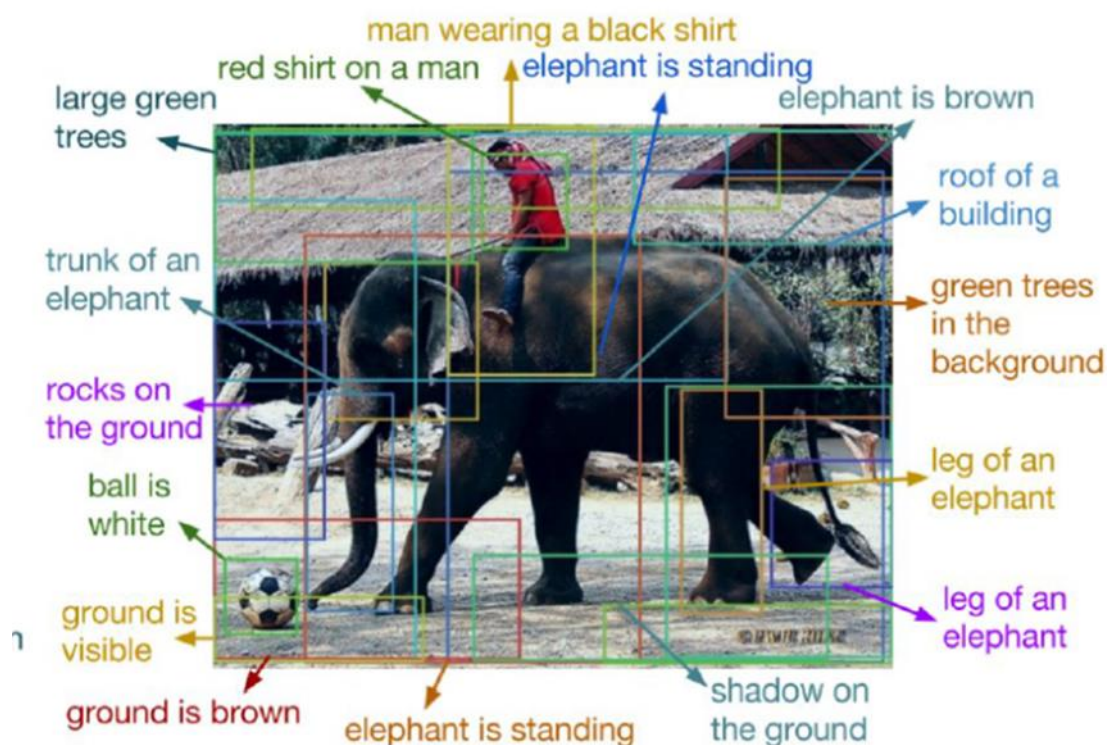 man wearing a black shirt
red shirt on a man
elephant is standing
large green
trees
elephant is brown
roof of a
building
trunk of an
elephant
green trees
in the
background
rocks on
the ground
leg of an
elephant
ball is
white
leg of an
elephant
ground is
visible
shadow on
the ground
ground is brown
elephant is standing